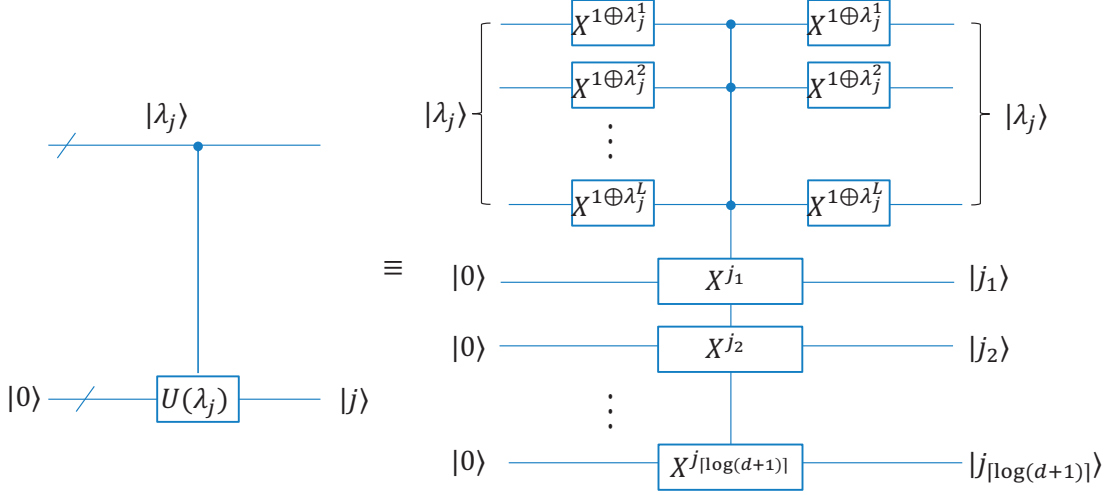 |λ_j⟩
|0⟩ U(λ_j) |j⟩
≡
X^{1⊕λ_j^1} X^{1⊕λ_j^1}
X^{1⊕λ_j^2} X^{1⊕λ_j^2}
|λ_j⟩ |λ_j⟩
⋮
X^{1⊕λ_j^L} X^{1⊕λ_j^L}
|0⟩ X^{j_1} |j_1⟩
|0⟩ X^{j_2} |j_2⟩
⋮
|0⟩ X^{j_{⌈log(d+1)⌉}} |j_{⌈log(d+1)⌉}⟩